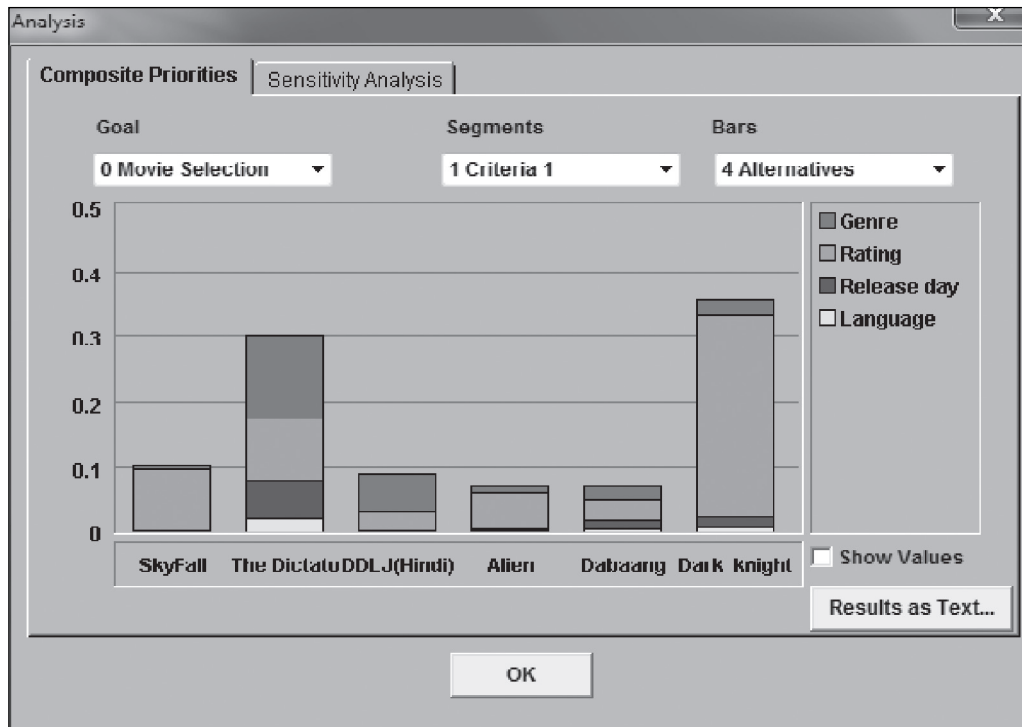 Analysis
X
Composite Priorities
Sensitivity Analysis
Goal
Segments
Bars
0 Movie Selection
1 Criteria 1
4 Alternatives
0.5
0.4
0.3
0.2
0.1
0
Genre
Rating
Release day
Language
SkyFall
The Dictatu
DDLJ(Hindi)
Alien
Dabaang
Dark knight
Show Values
Results as Text...
OK